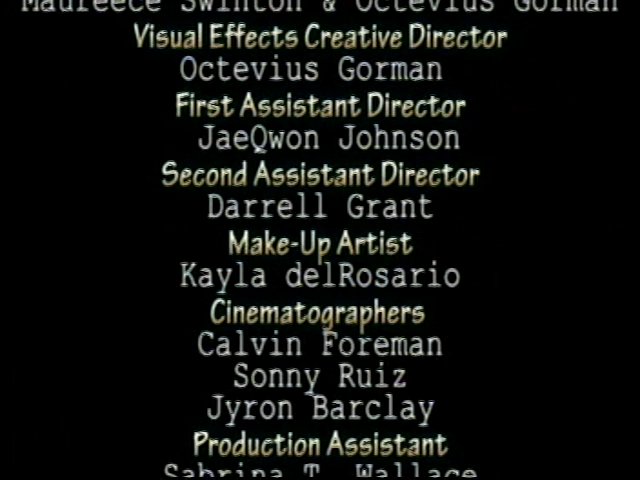 Maureece Swinton & Octevius Gorman
Visual Effects Creative Director
Octevius Gorman
First Assistant Director
JaeQwon Johnson
Second Assistant Director
Darrell Grant
Make-Up Artist
Kayla delRosario
Cinematographers
Calvin Foreman
Sonny Ruiz
Jyron Barclay
Production Assistant
Sabrina T. Wallace